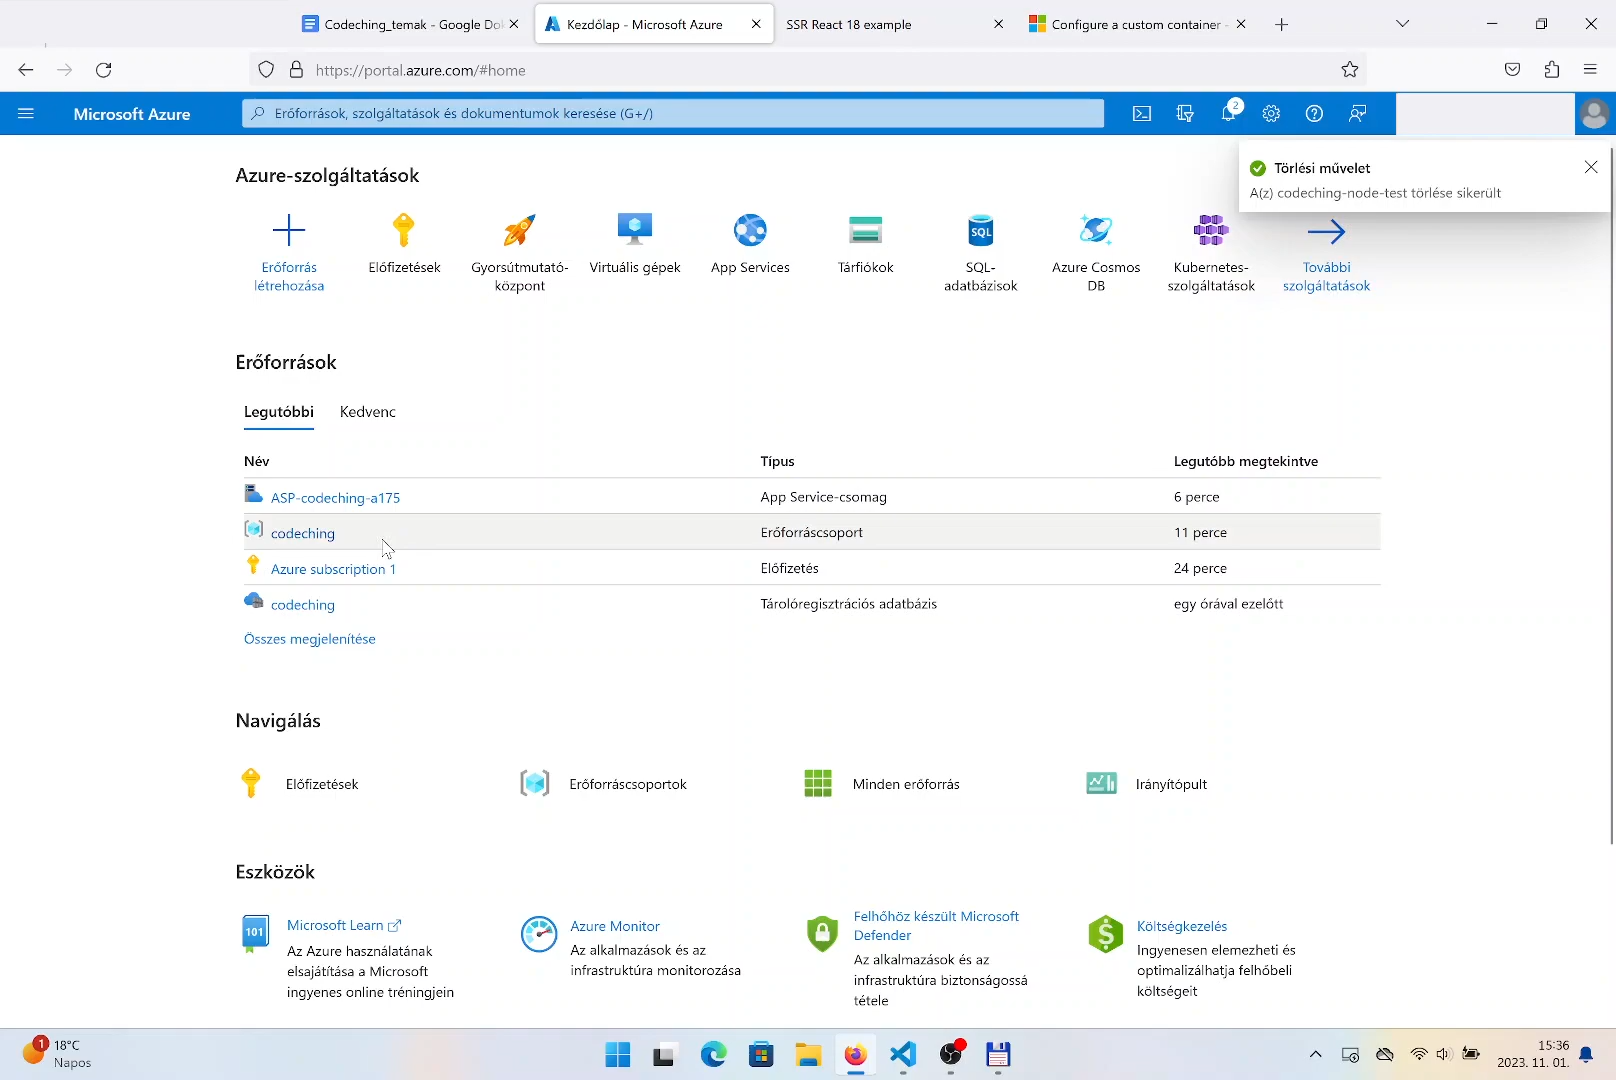 Codeching_temak - Google Do
Kezdőlap - Microsoft Azure
SSR React 18 example
Configure a custom container -
https://portal.azure.com/#home
Microsoft Azure
Erőforrások, szolgáltatások és dokumentumok keresése (G+/)
2
Törlési művelet
A(z) codeching-node-test törlése sikerült
Azure-szolgáltatások
Erőforrás létrehozása
Előfizetések
Gyorsútmutató-központ
Virtuális gépek
App Services
Tárfiókok
SQL
SQL-adatbázisok
Azure Cosmos DB
Kubernetes-szolgáltatások
További szolgáltatások
Erőforrások
Legutóbbi
Kedvenc
Név
Típus
Legutóbb megtekintve
ASP-codeching-a175
App Service-csomag
6 perce
codeching
Erőforráscsoport
11 perce
Azure subscription 1
Előfizetés
24 perce
codeching
Tárolóregisztrációs adatbázis
egy órával ezelőtt
Összes megjelenítése
Navigálás
Előfizetések
Erőforráscsoportok
Minden erőforrás
Irányítópult
Eszközök
101
Microsoft Learn
Az Azure használatának
elsajátítása a Microsoft
ingyenes online tréningjein
Azure Monitor
Az alkalmazások és az
infrastruktúra monitorozása
Felhőhöz készült Microsoft
Defender
Az alkalmazások és az
infrastruktúra biztonságossá
tétele
Költségkezelés
Ingyenesen elemezheti és
optimalizálhatja felhőbeli
költségeit
1
18°C
Napos
15:36
2023. 11. 01.